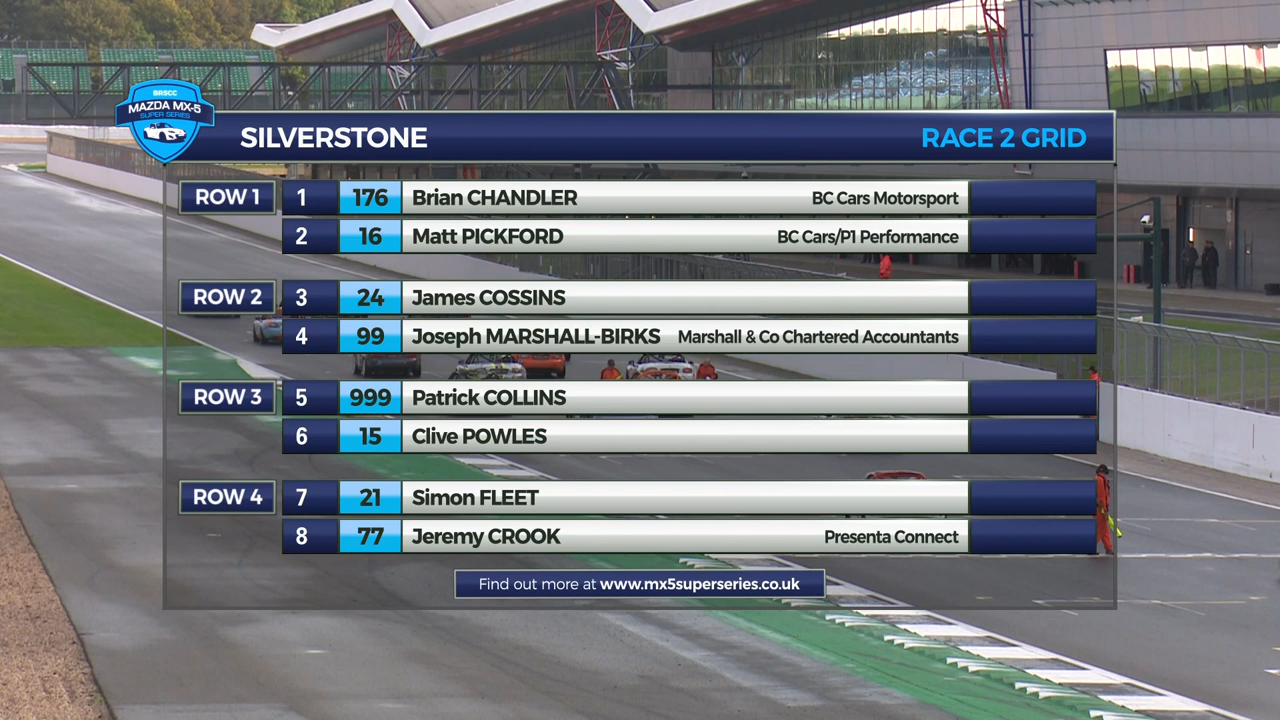 BRSCC
MAZDA MX-5
SUPER SERIES
SILVERSTONE RACE 2 GRID
ROW 1 1 176 Brian CHANDLER BC Cars Motorsport
2 16 Matt PICKFORD BC Cars/P1 Performance
ROW 2 3 24 James COSSINS
4 99 Joseph MARSHALL-BIRKS Marshall & Co Chartered Accountants
ROW 3 5 999 Patrick COLLINS
6 15 Clive POWLES
ROW 4 7 21 Simon FLEET
8 77 Jeremy CROOK Presenta Connect
Find out more at www.mx5superseries.co.uk